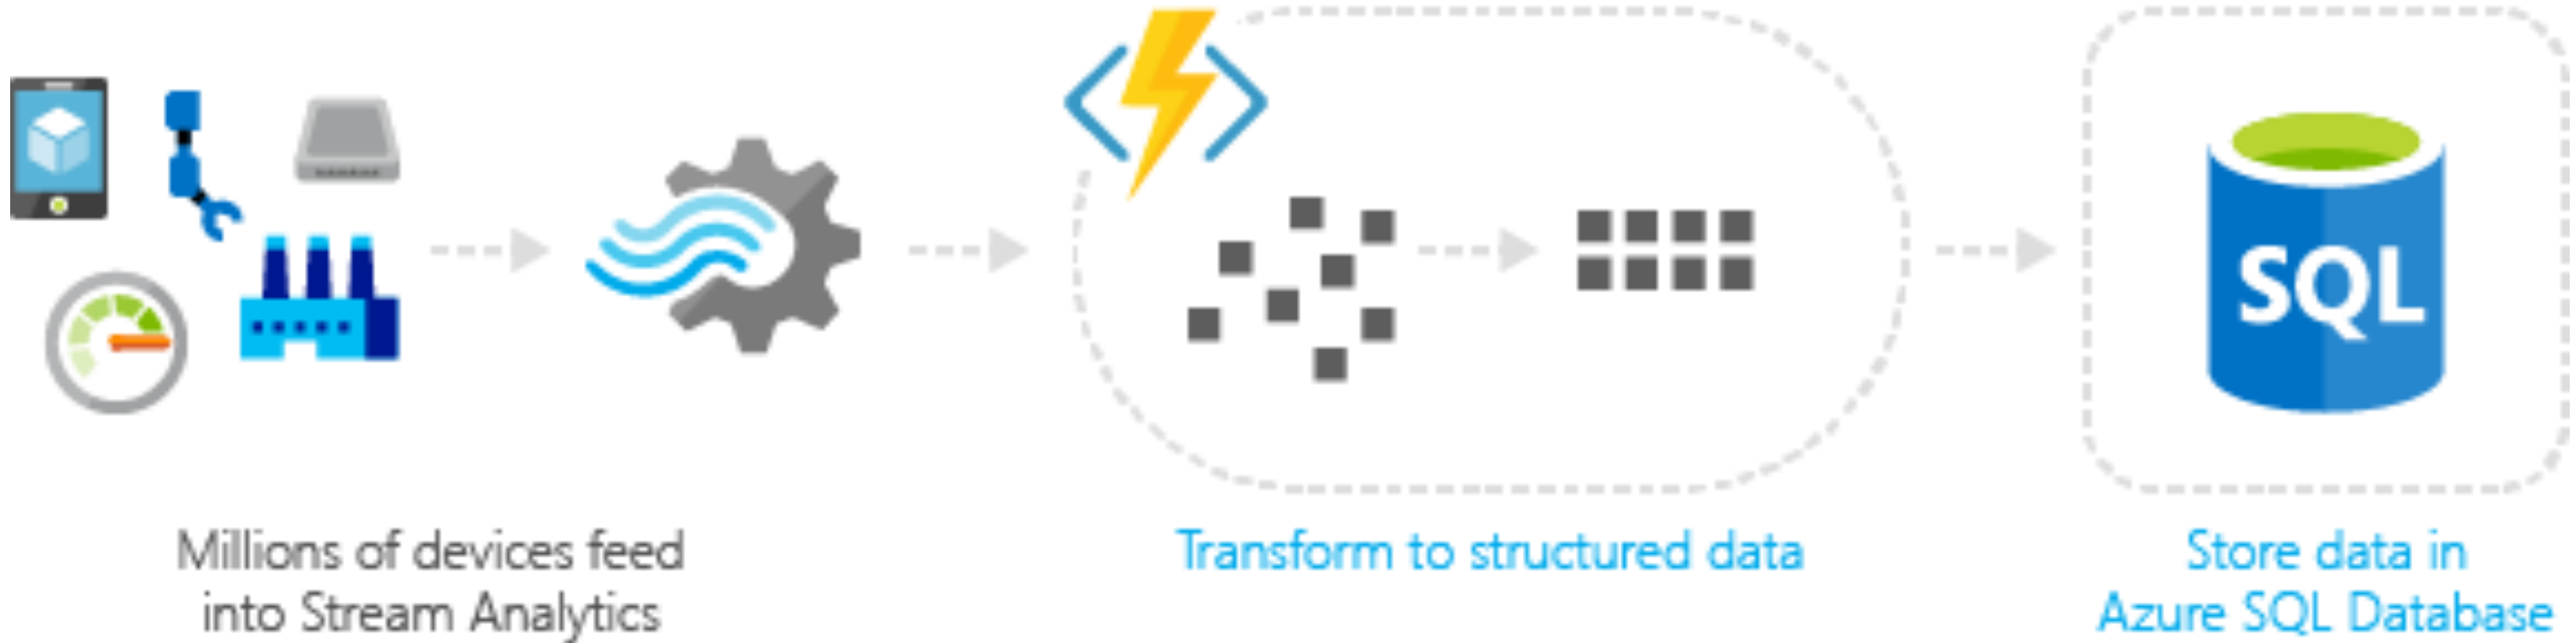 SQL
Millions of devices feed
into Stream Analytics
Transform to structured data
Store data in
Azure SQL Database